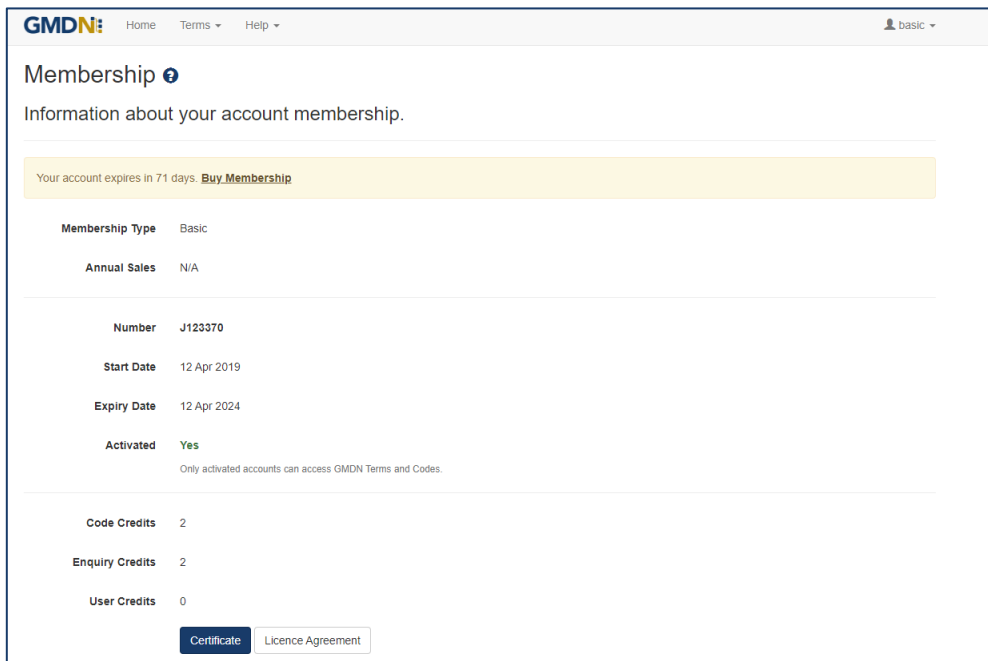 GMDN Home Terms Help basic
Membership ?
Information about your account membership.
Your account expires in 71 days. Buy Membership
Membership Type Basic
Annual Sales N/A
Number J123370
Start Date 12 Apr 2019
Expiry Date 12 Apr 2024
Activated Yes
Only activated accounts can access GMDN Terms and Codes.
Code Credits 2
Enquiry Credits 2
User Credits 0
Certificate Licence Agreement